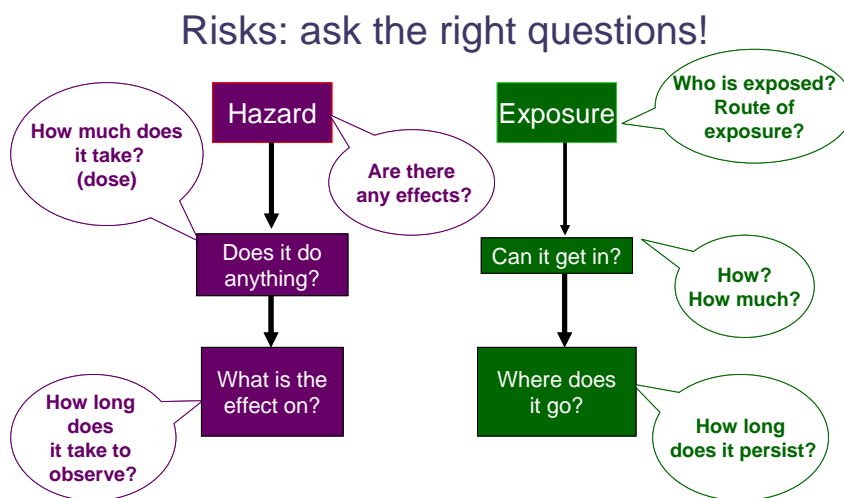 Risks: ask the right questions!
Hazard
Exposure
Who is exposed?
Route of
exposure?
How much does
it take?
(dose)
Are there
any effects?
Does it do
anything?
Can it get in?
How?
How much?
What is the
effect on?
Where does
it go?
How long
does
it take to
observe?
How long
does it persist?